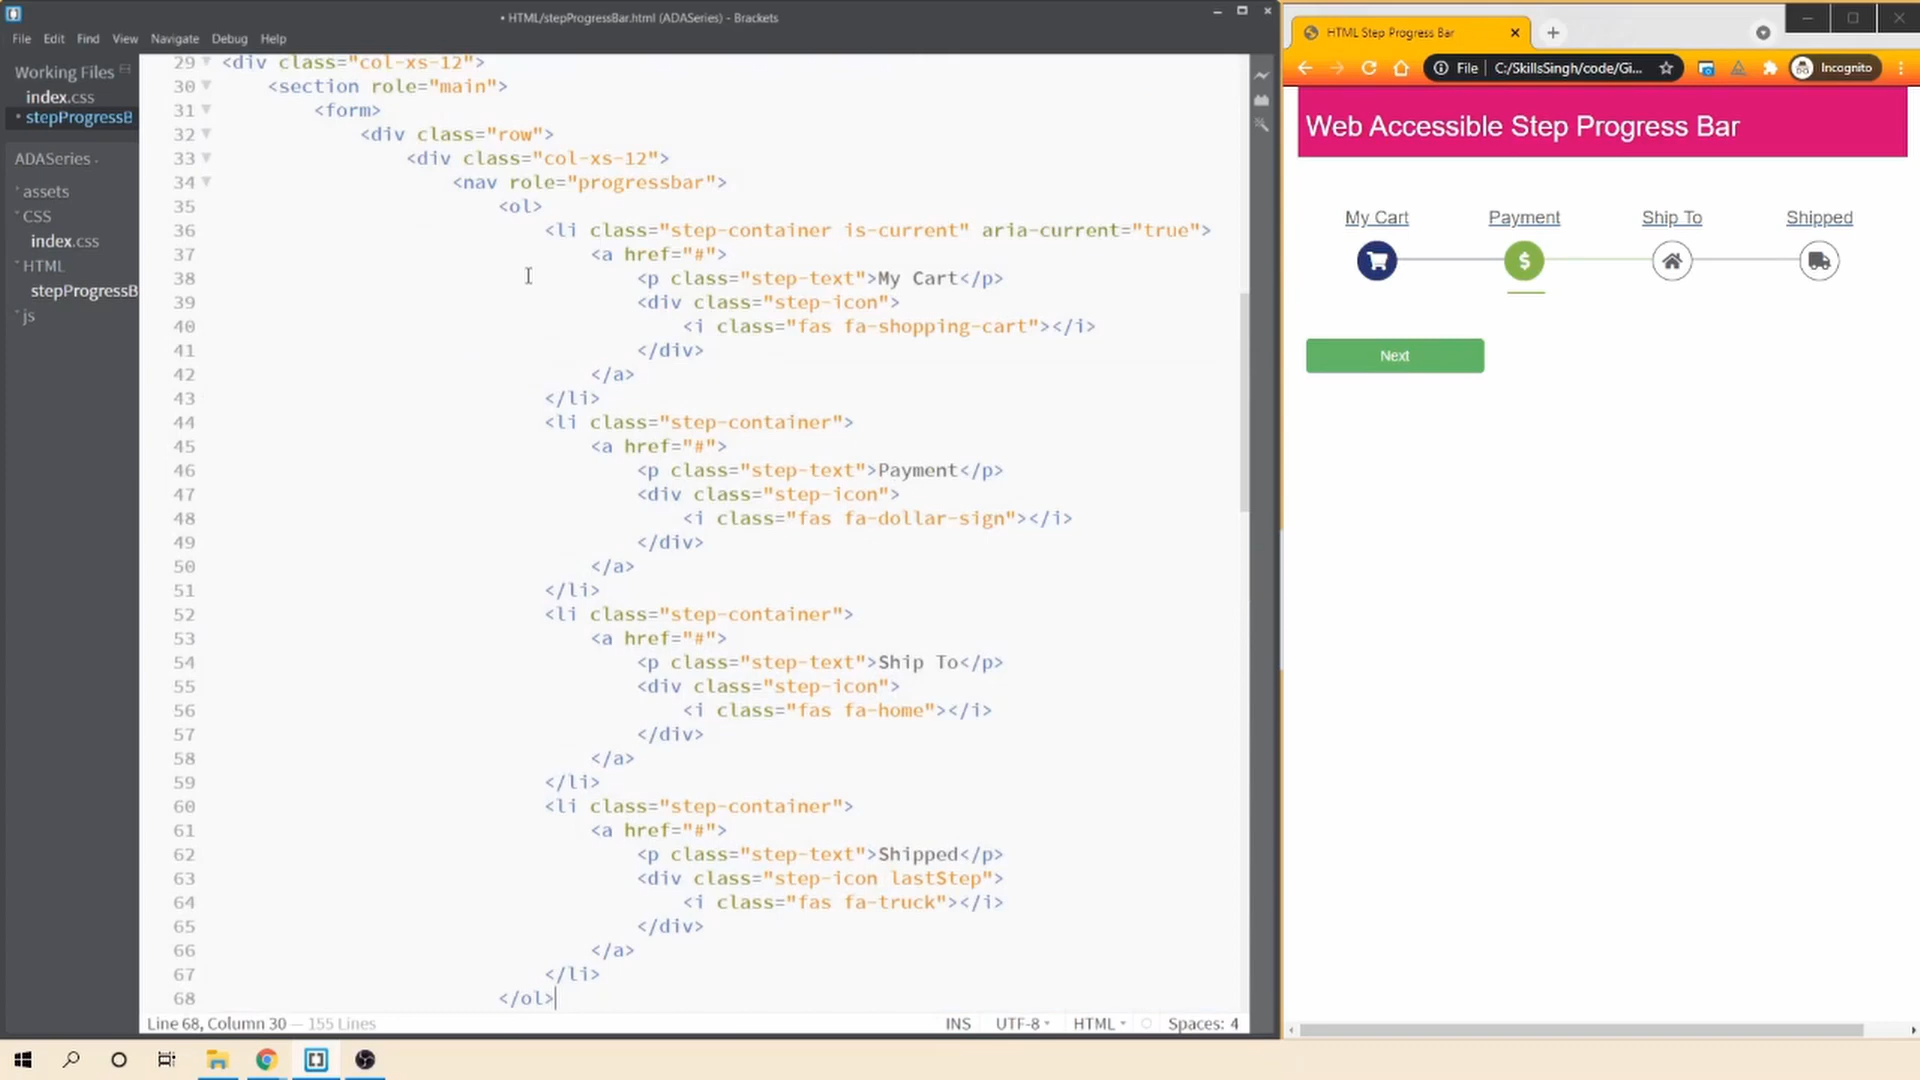 • HTML/stepProgressBar.html (ADASeries) - Brackets
File Edit Find View Navigate Debug Help
Working Files
index.css
• stepProgressB
ADASeries
assets
CSS
index.css
HTML
stepProgressB
js
29 <div class="col-xs-12">
30 <section role="main">
31 <form>
32 <div class="row">
33 <div class="col-xs-12">
34 <nav role="progressbar">
35 <ol>
36 <li class="step-container is-current" aria-current="true">
37 <a href="#">
38 <p class="step-text">My Cart</p>
39 <div class="step-icon">
40 <i class="fas fa-shopping-cart"></i>
41 </div>
42 </a>
43 </li>
44 <li class="step-container">
45 <a href="#">
46 <p class="step-text">Payment</p>
47 <div class="step-icon">
48 <i class="fas fa-dollar-sign"></i>
49 </div>
50 </a>
51 </li>
52 <li class="step-container">
53 <a href="#">
54 <p class="step-text">Ship To</p>
55 <div class="step-icon">
56 <i class="fas fa-home"></i>
57 </div>
58 </a>
59 </li>
60 <li class="step-container">
61 <a href="#">
62 <p class="step-text">Shipped</p>
63 <div class="step-icon lastStep">
64 <i class="fas fa-truck"></i>
65 </div>
66 </a>
67 </li>
68 </ol>
Line 68, Column 30 — 155 Lines
INS UTF-8 HTML Spaces: 4
HTML Step Progress Bar
File C:/SkillsSingh/code/Gi... Incognito
Web Accessible Step Progress Bar
My Cart Payment Ship To Shipped
$
Next